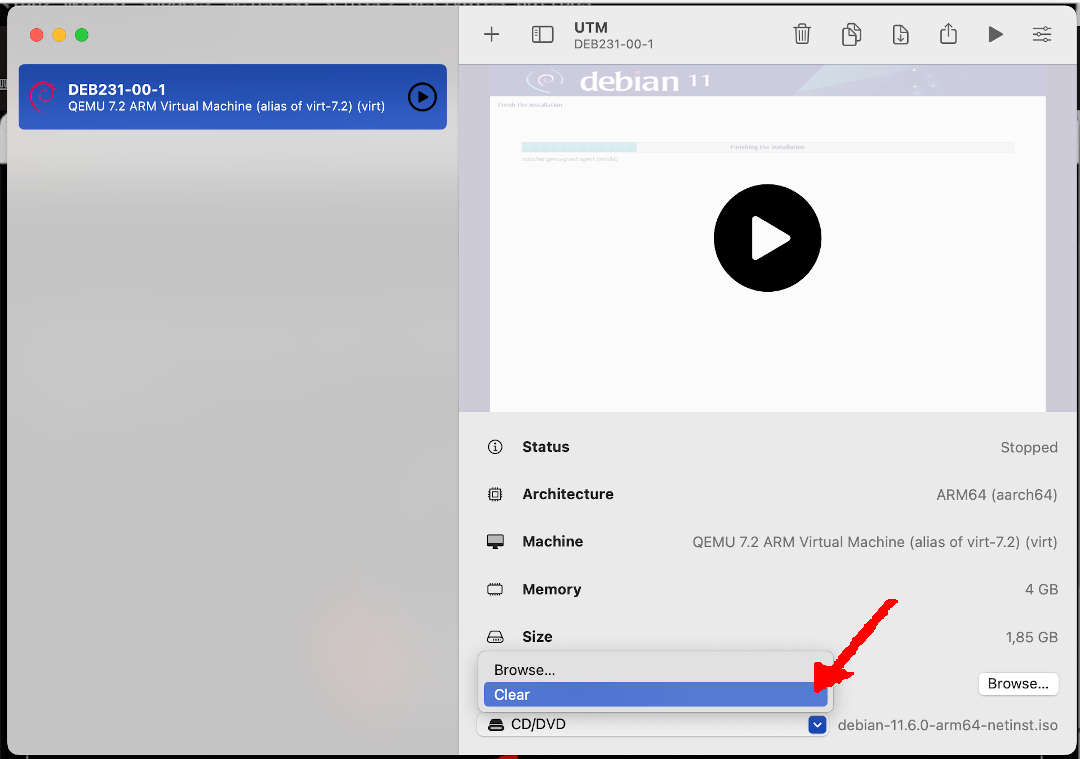 UTM
DEB231-00-1
DEB231-00-1
QEMU 7.2 ARM Virtual Machine (alias of virt-7.2) (virt)
debian 11
Finish the installation
Finishing the installation
Status Stopped
Architecture ARM64 (aarch64)
Machine QEMU 7.2 ARM Virtual Machine (alias of virt-7.2) (virt)
Memory 4 GB
Size 1,85 GB
Browse...
Browse...
Clear
CD/DVD debian-11.6.0-arm64-netinst.iso